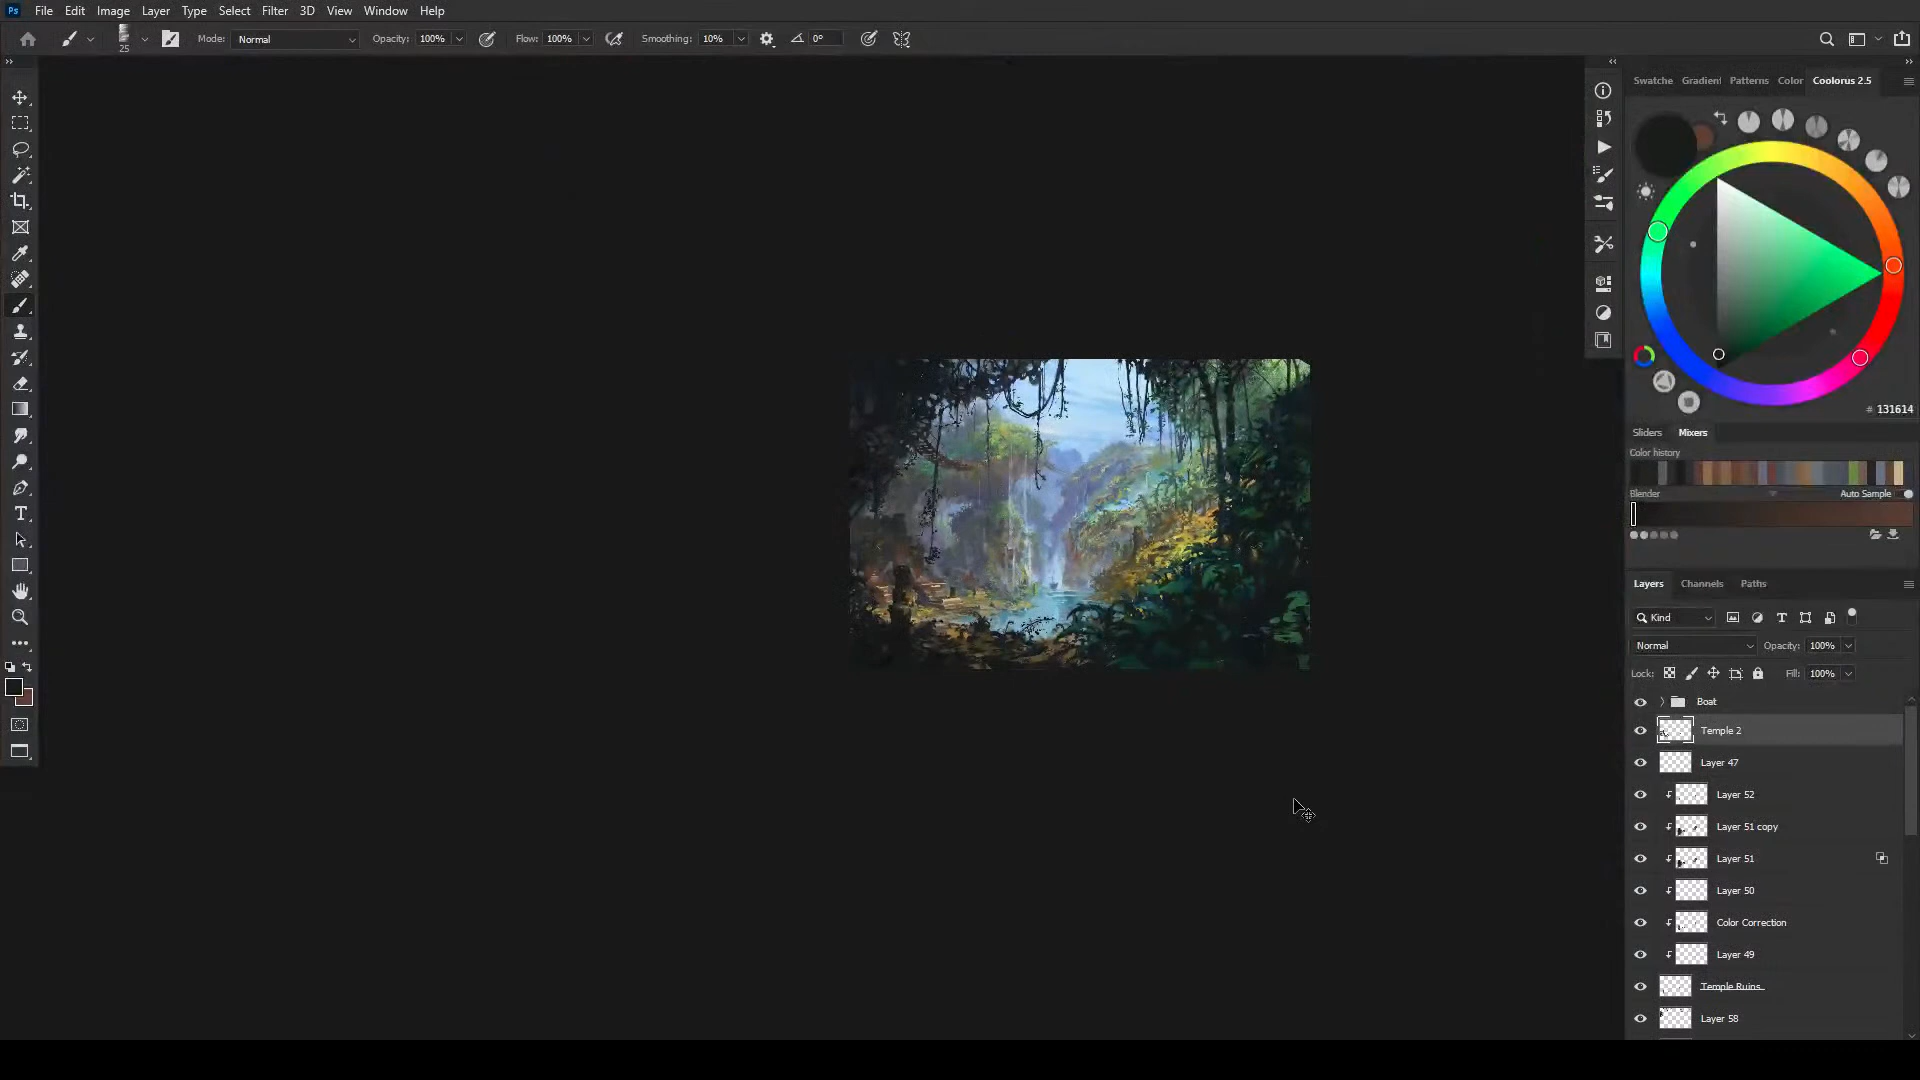 Ps File Edit Image Layer Type Select Filter 3D View Window Help
25 Mode: Normal Opacity: 100% Flow: 100% Smoothing: 10% 0°
Swatche Gradient Patterns Color Coolorus 2.5
# 131614
Sliders Mixers
Color history
Blender Auto Sample
Layers Channels Paths
Kind
Normal Opacity: 100%
Lock: Fill: 100%
Boat
Temple 2
Layer 47
Layer 52
Layer 51 copy
Layer 51
Layer 50
Color Correction
Layer 49
Temple Ruins
Layer 58